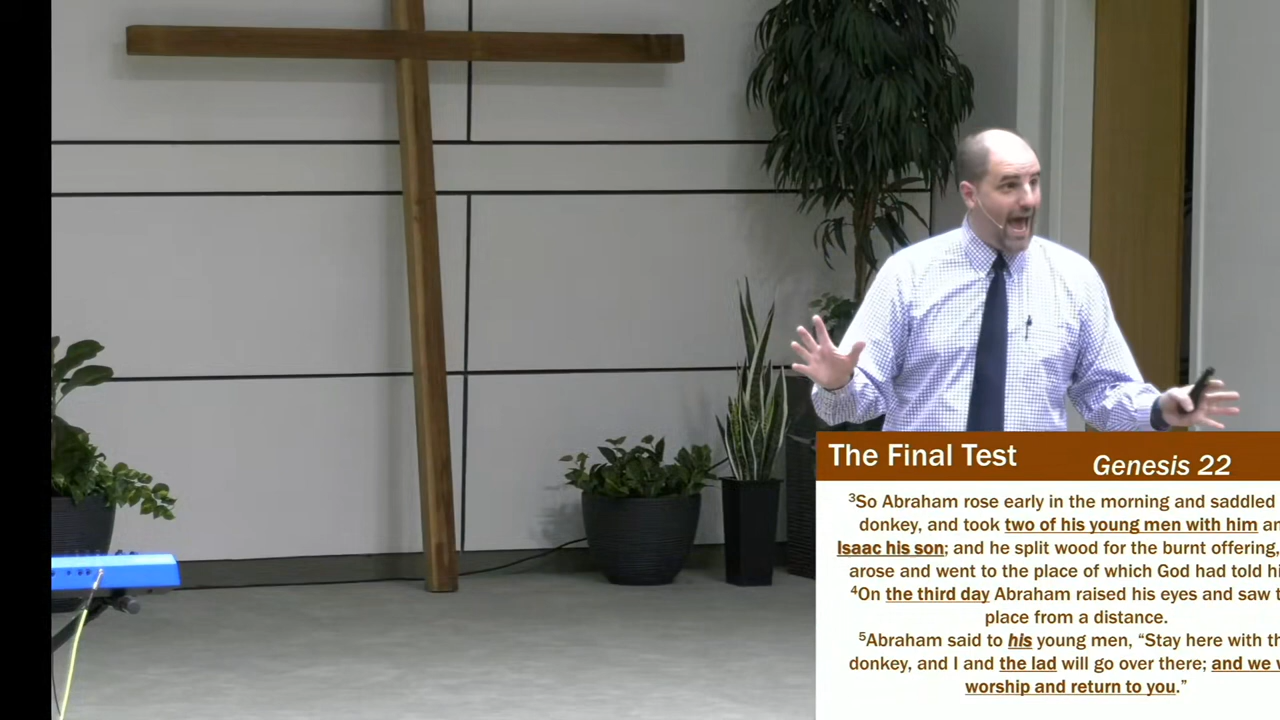 The Final Test
Genesis 22
³So Abraham rose early in the morning and saddled
donkey, and took two of his young men with him
Isaac his son; and he split wood for the burnt offering,
arose and went to the place of which God had told
⁴On the third day Abraham raised his eyes and saw
place from a distance.
⁵Abraham said to his young men, “Stay here with
donkey, and I and the lad will go over there; and we
worship and return to you.”